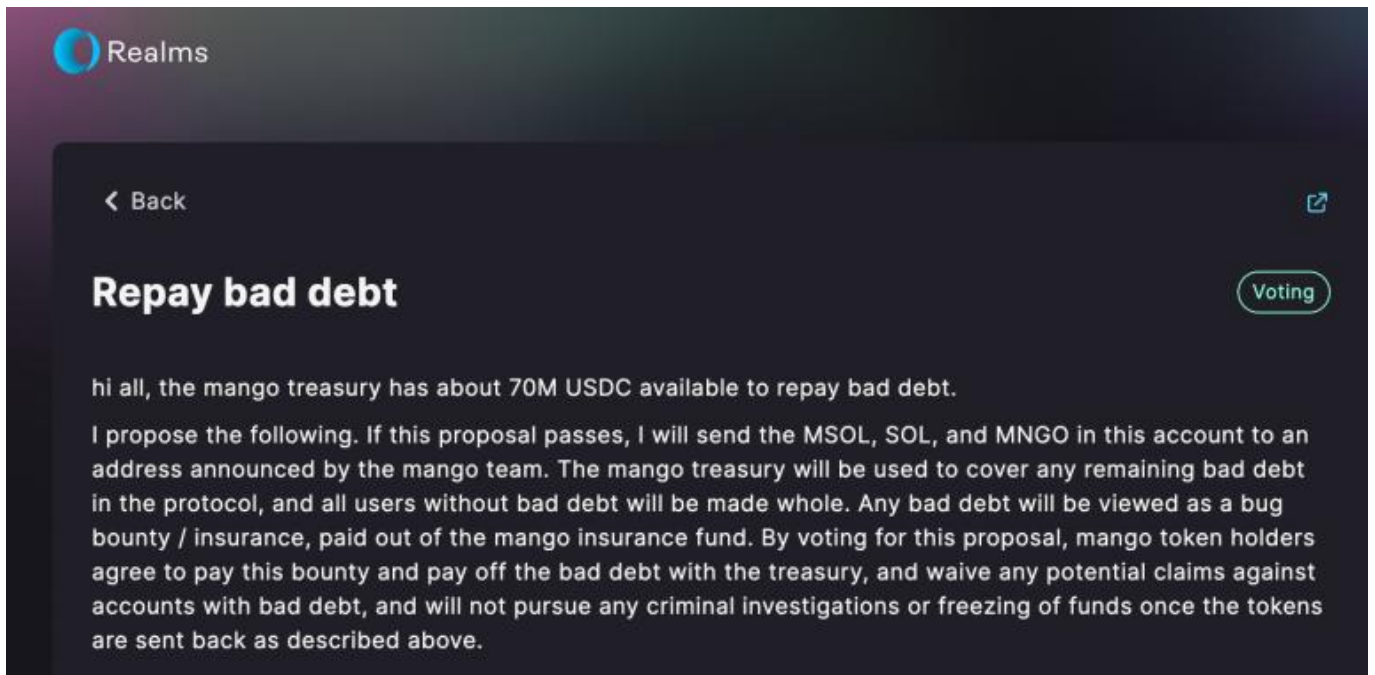 Realms
Back
Repay bad debt
Voting
hi all, the mango treasury has about 70M USDC available to repay bad debt.
I propose the following. If this proposal passes, I will send the MSOL, SOL, and MNGO in this account to an
address announced by the mango team. The mango treasury will be used to cover any remaining bad debt
in the protocol, and all users without bad debt will be made whole. Any bad debt will be viewed as a bug
bounty / insurance, paid out of the mango insurance fund. By voting for this proposal, mango token holders
agree to pay this bounty and pay off the bad debt with the treasury, and waive any potential claims against
accounts with bad debt, and will not pursue any criminal investigations or freezing of funds once the tokens
are sent back as described above.